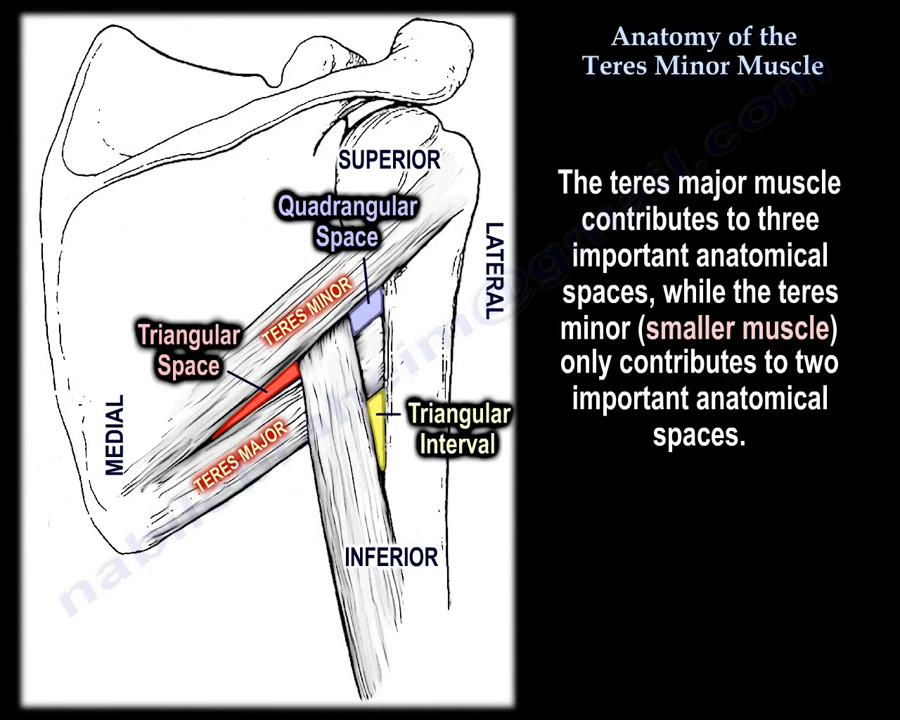 Anatomy of the
Teres Minor Muscle
SUPERIOR
Quadrangular
Space
LATERAL
TERES MINOR
Triangular
Space
MEDIAL
Triangular
Interval
TERES MAJOR
INFERIOR
The teres major muscle
contributes to three
important anatomical
spaces, while the teres
minor (smaller muscle)
only contributes to two
important anatomical
spaces.